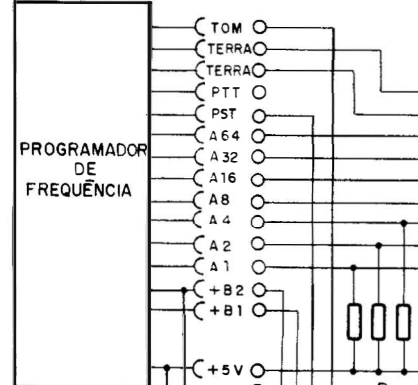 TOM
TERRA
TERRA
PTT
PST
A64
A32
A16
A8
A4
A2
A1
+B2
+B1
+5V
PROGRAMADOR
DE
FREQUÊNCIA